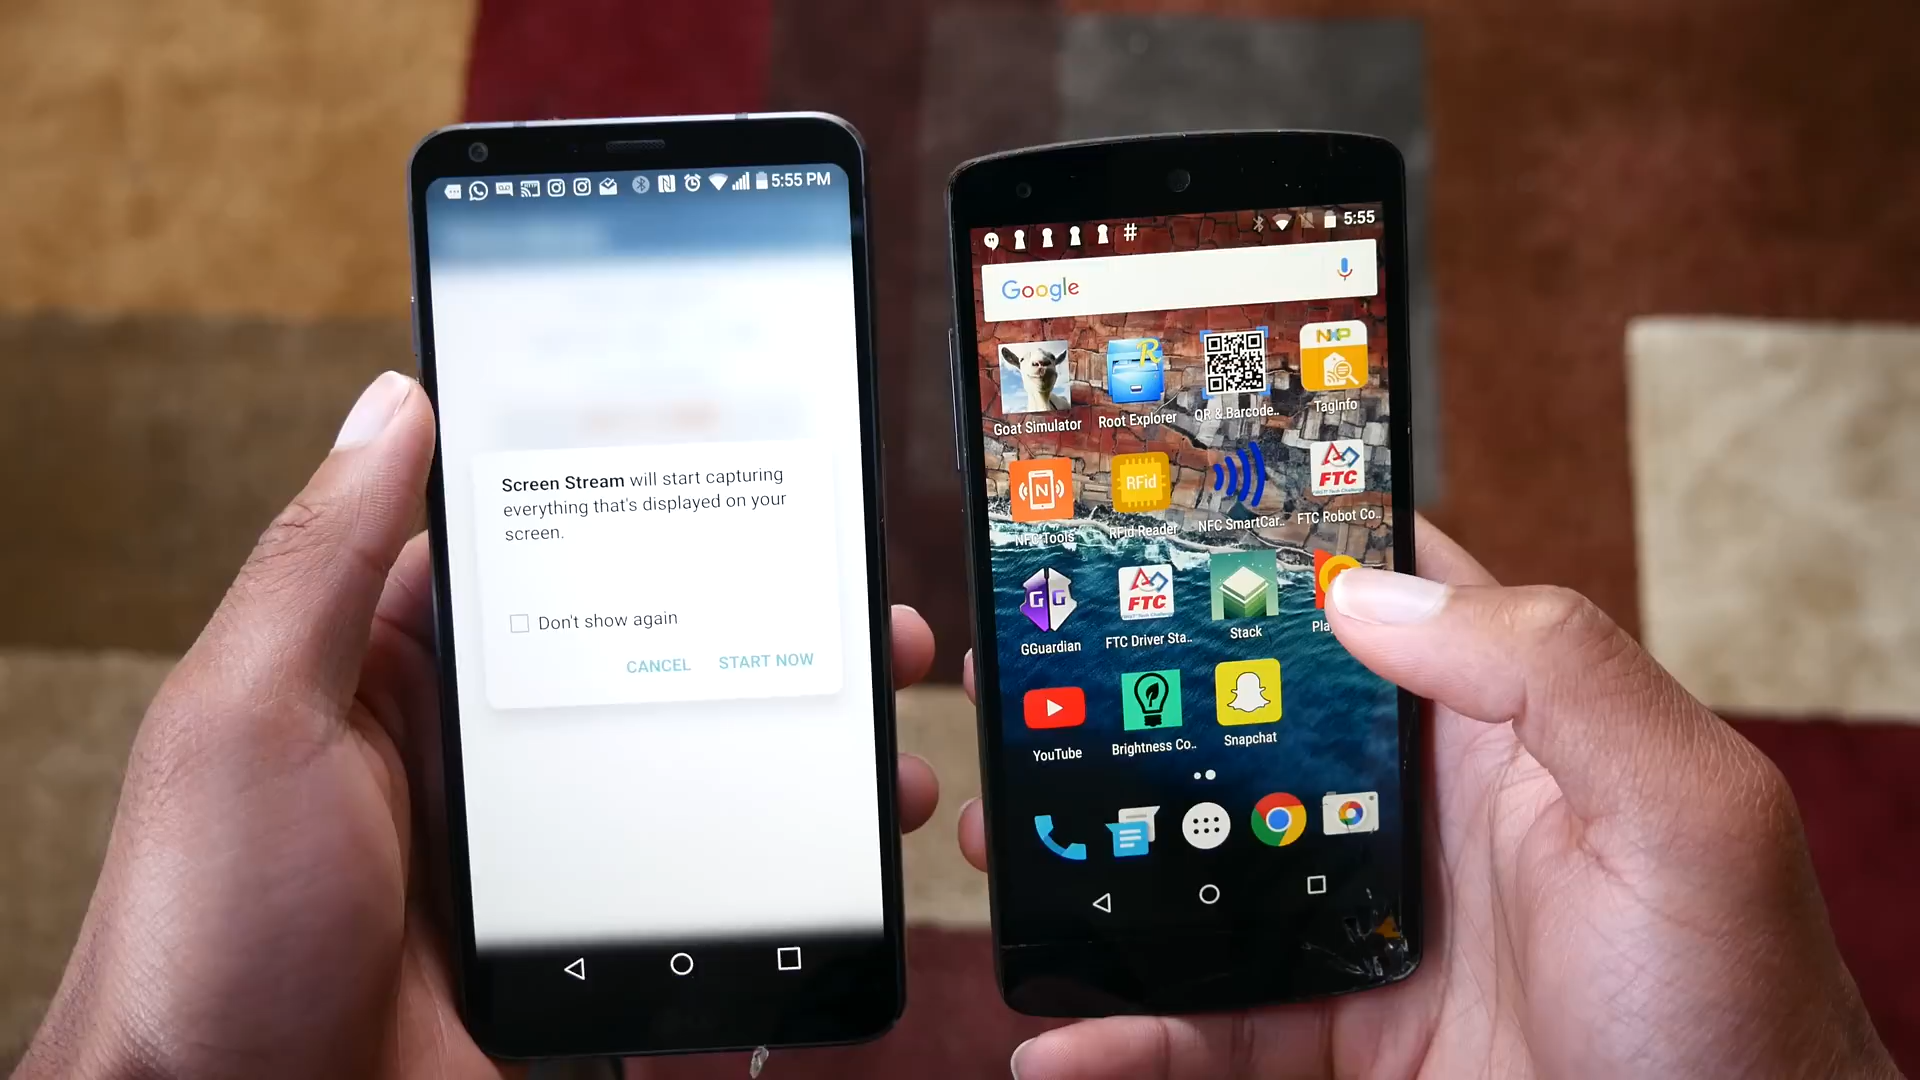 5:55 PM
Screen Stream will start capturing
everything that's displayed on your
screen.
Don't show again
CANCEL START NOW
5:55
Google
NXP
Goat Simulator Root Explorer QR & Barcode.. TagInfo
N RFid FTC
NFC Tools RFid Reader NFC SmartCar.. FTC Robot Co..
G G FTC
GGuardian FTC Driver Sta.. Stack
YouTube Brightness Co.. Snapchat